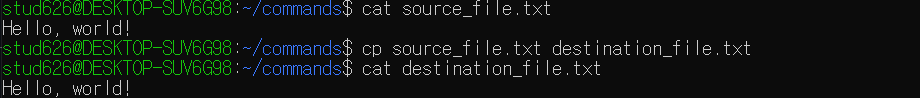 stud626@DESKTOP-SUV6G98:~/commands$ cat source_file.txt
Hello, world!
stud626@DESKTOP-SUV6G98:~/commands$ cp source_file.txt destination_file.txt
stud626@DESKTOP-SUV6G98:~/commands$ cat destination_file.txt
Hello, world!